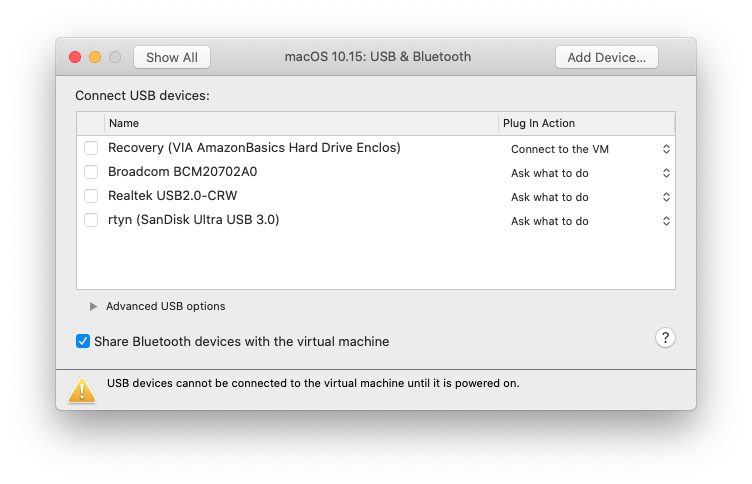 Show All
macOS 10.15: USB & Bluetooth
Add Device...
Connect USB devices:
Name
Plug In Action
Recovery (VIA AmazonBasics Hard Drive Enclos)
Connect to the VM
Broadcom BCM20702A0
Ask what to do
Realtek USB2.0-CRW
Ask what to do
rtyn (SanDisk Ultra USB 3.0)
Ask what to do
Advanced USB options
Share Bluetooth devices with the virtual machine
?
USB devices cannot be connected to the virtual machine until it is powered on.